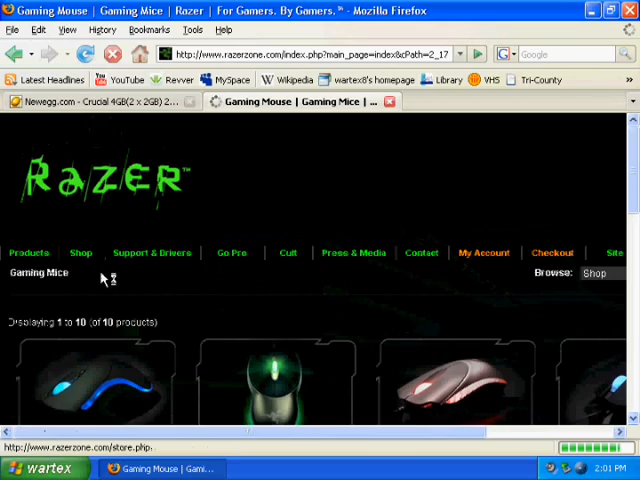 Gaming Mouse | Gaming Mice | Razer | For Gamers. By Gamers.™ - Mozilla Firefox
File Edit View History Bookmarks Tools Help
http://www.razerzone.com/index.php?main_page=index&cPath=2_17 Google
Latest Headlines YouTube Revver MySpace Wikipedia wartex8's homepage Library VHS Tri-County »
Newegg.com - Crucial 4GB(2 x 2GB) 2... Gaming Mouse | Gaming Mice | ...
RAZER™
Products Shop Support & Drivers Go Pro Cult Press & Media Contact My Account Checkout Site
Gaming Mice Browse: Shop
Displaying 1 to 10 (of 10 products)
http://www.razerzone.com/store.php
wartex Gaming Mouse | Gami... 2:01 PM